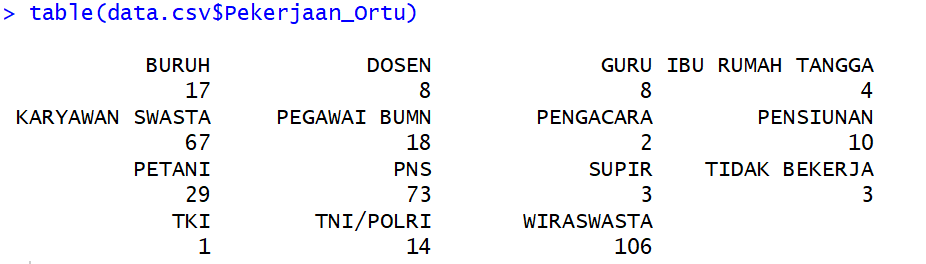 > table(data.csv$Pekerjaan_Ortu)
BURUH DOSEN GURU IBU RUMAH TANGGA
17 8 8 4
KARYAWAN SWASTA PEGAWAI BUMN PENGACARA PENSIUNAN
67 18 2 10
PETANI PNS SUPIR TIDAK BEKERJA
29 73 3 3
TKI TNI/POLRI WIRASWASTA
1 14 106